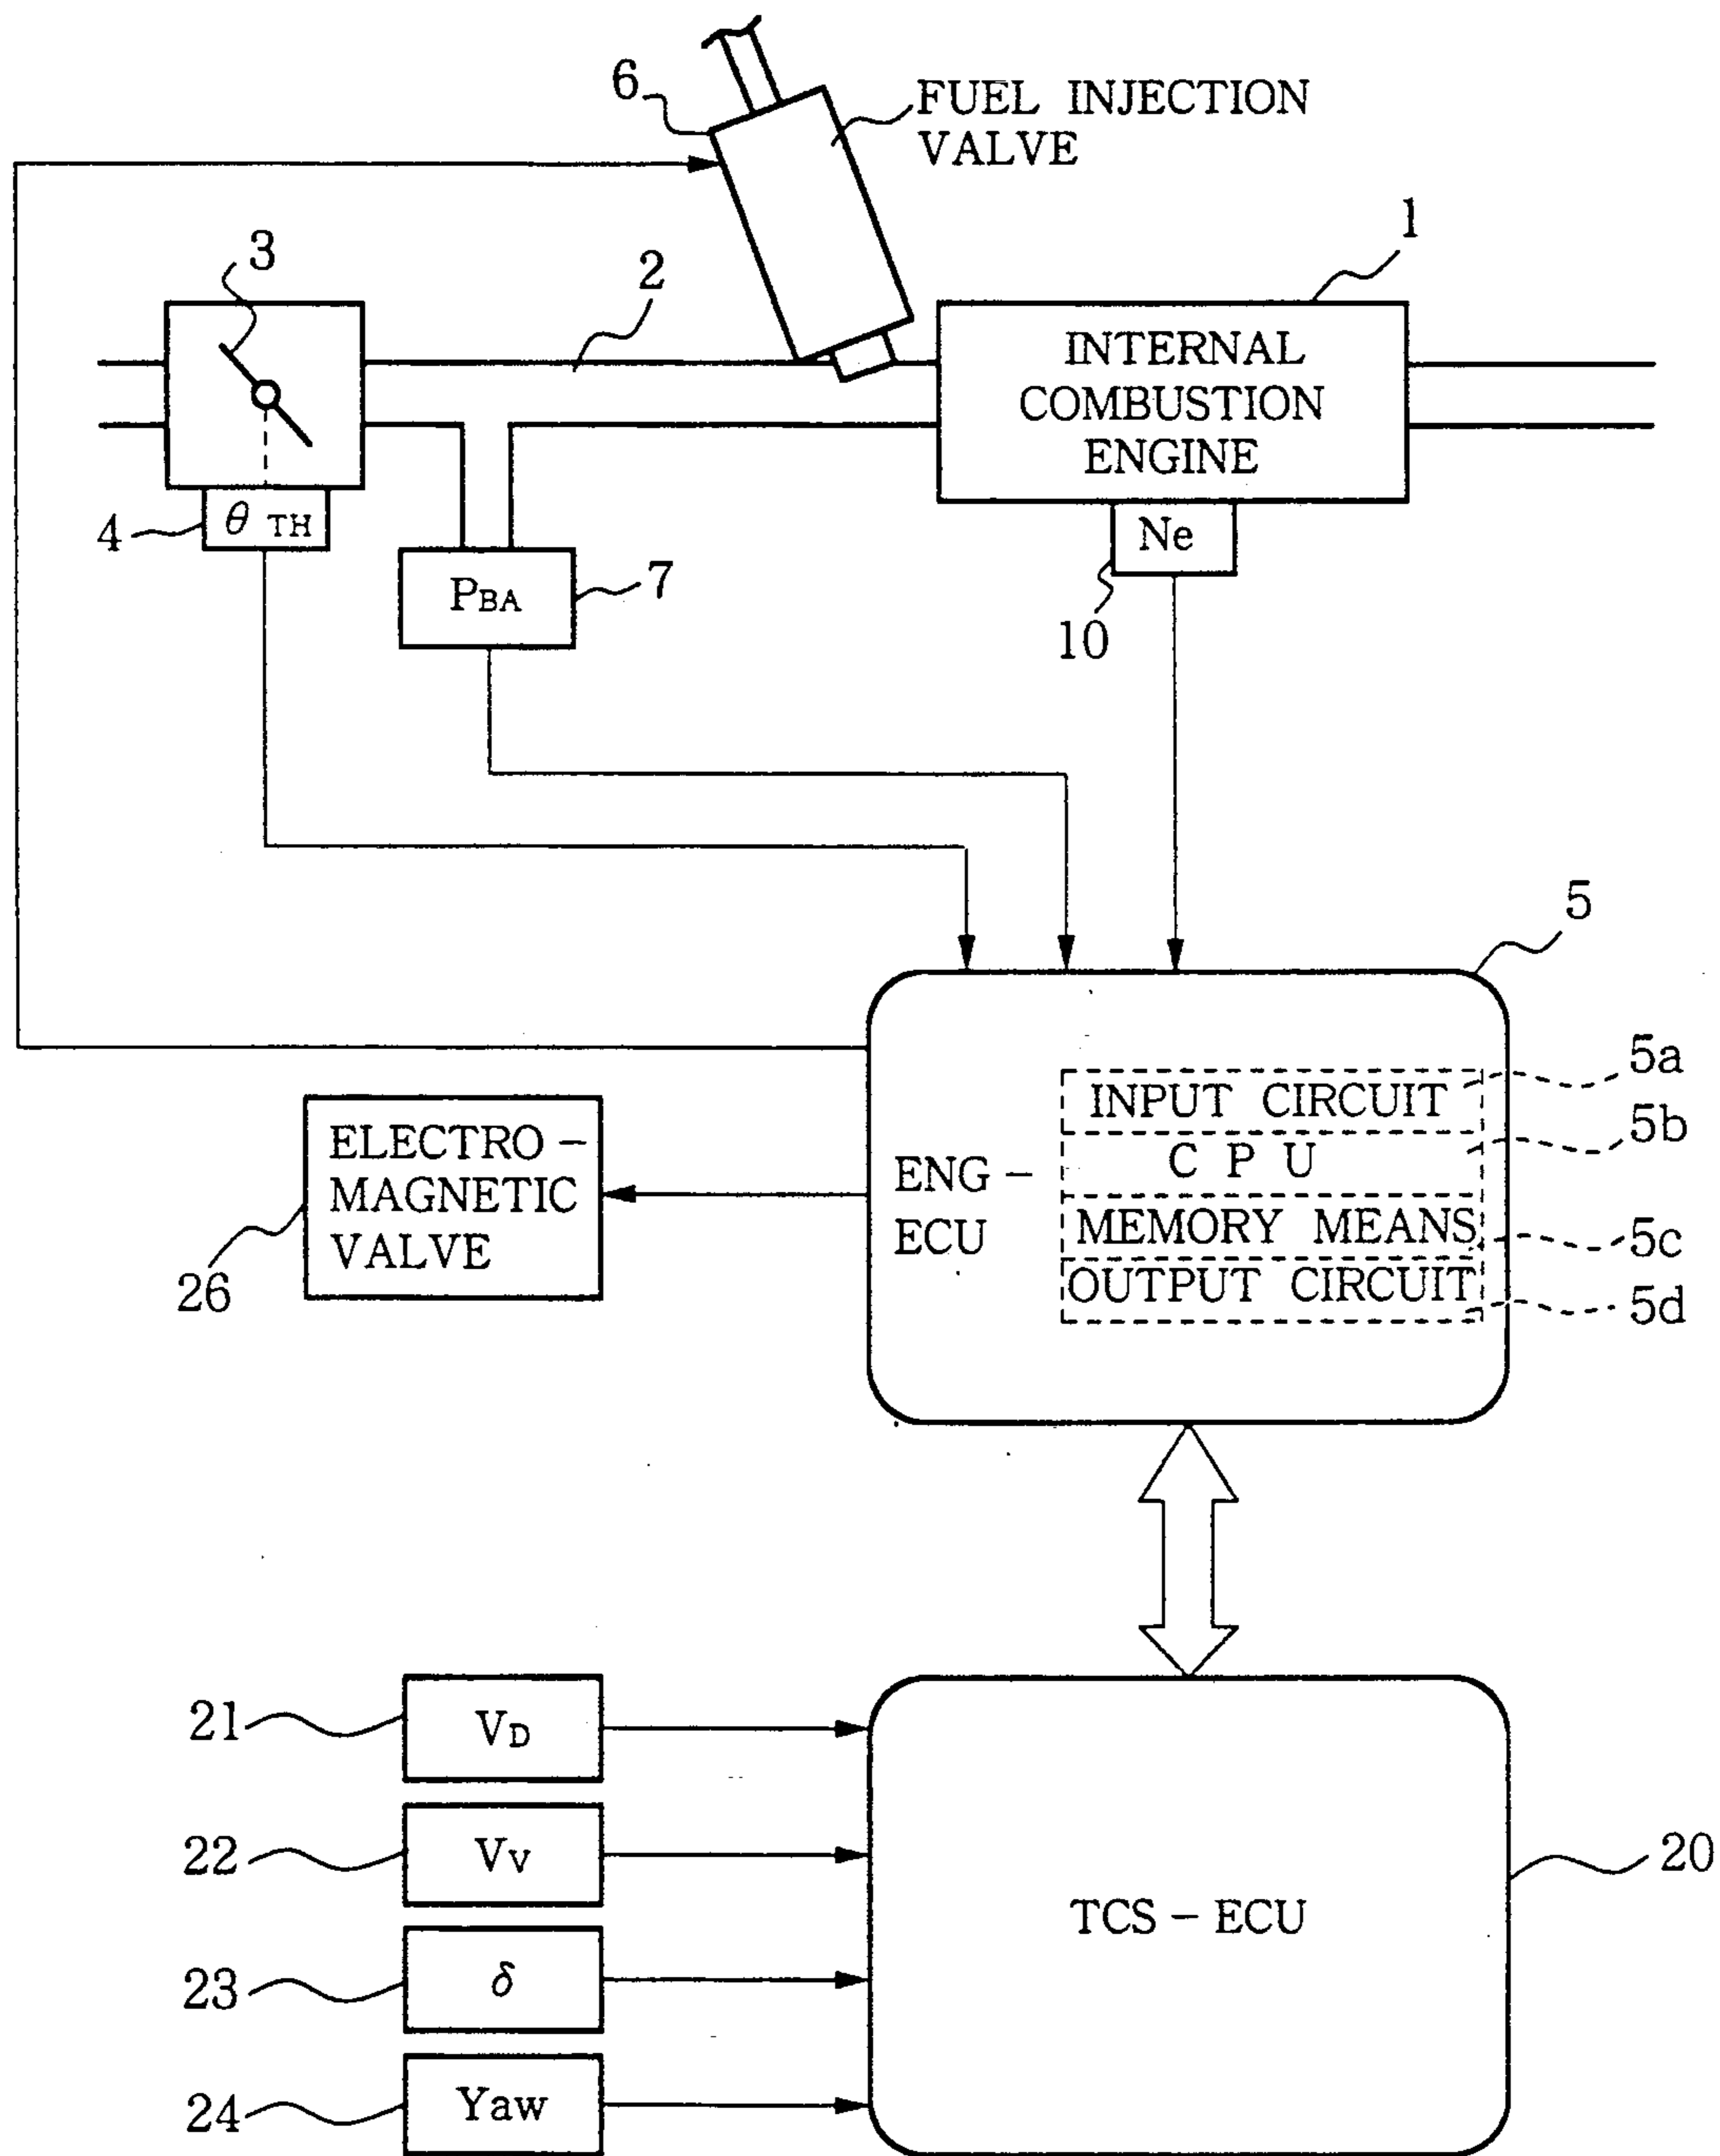 6
FUEL INJECTION
VALVE
1
3
2
INTERNAL
COMBUSTION
ENGINE
4
θ TH
PBA
7
Ne
10
5
5a
INPUT CIRCUIT
5b
C P U
ELECTRO-
MAGNETIC
VALVE
ENG-
ECU
MEMORY MEANS
5c
OUTPUT CIRCUIT
5d
26
21
VD
22
VV
20
TCS-ECU
23
δ
24
Yaw